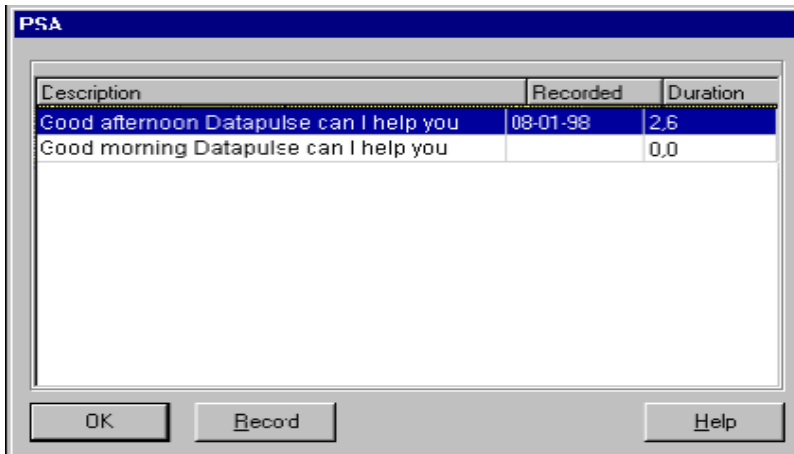 PSA
Description Recorded Duration
Good afternoon Datapulse can I help you 08-01-98 2,6
Good morning Datapulse can I help you 0,0
OK Record Help